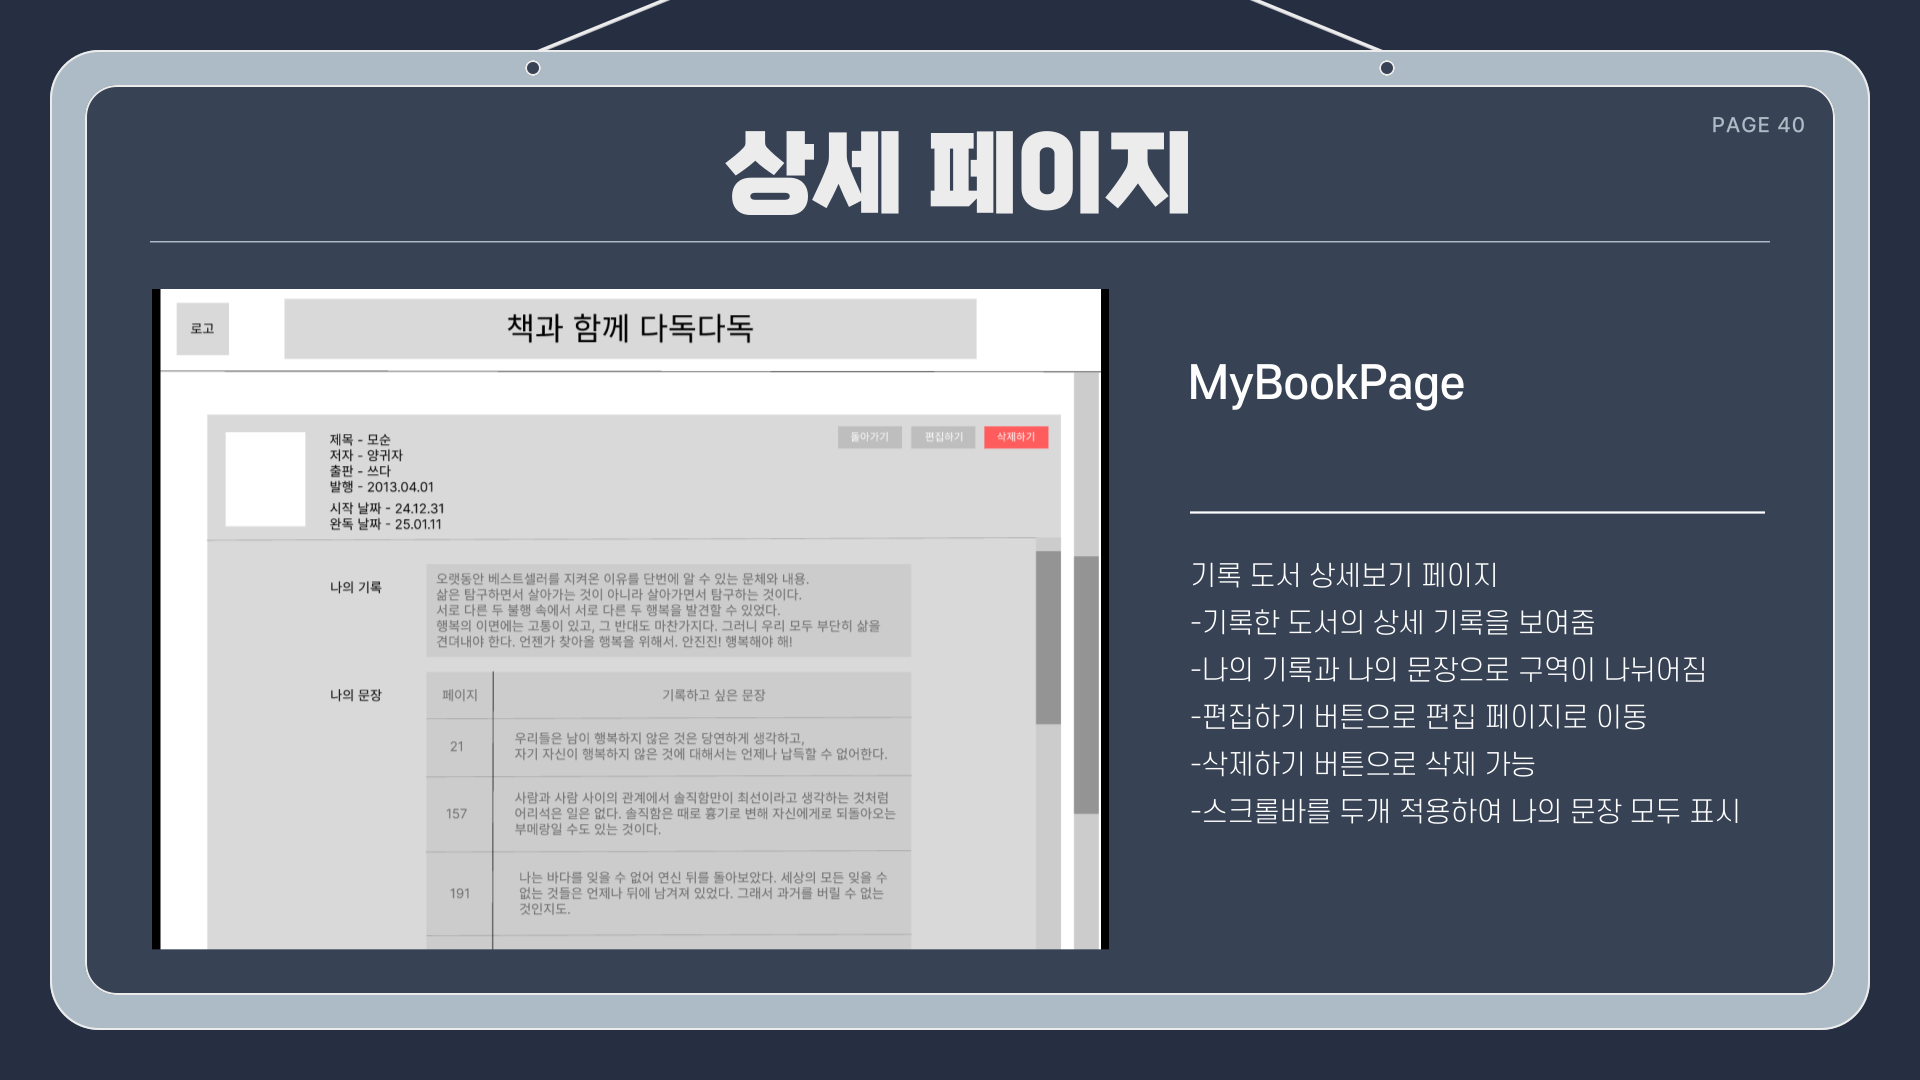 PAGE 40
상세 페이지
로고
책과 함께 다독다독
제목 - 모순
저자 - 양귀자
출판 - 쓰다
발행 - 2013.04.01
시작 날짜 - 24.12.31
완독 날짜 - 25.01.11
돌아가기
편집하기
삭제하기
나의 기록
오랫동안 베스트셀러를 지켜온 이유를 단번에 알 수 있는 문체와 내용.
삶은 탐구하면서 살아가는 것이 아니라 살아가면서 탐구하는 것이다.
서로 다른 두 불행 속에서 서로 다른 두 행복을 발견할 수 있었다.
행복의 이면에는 고통이 있고, 그 반대도 마찬가지다. 그러니 우리 모두 부단히 삶을
견뎌내야 한다. 언젠가 찾아올 행복을 위해서. 안진진! 행복해야 해!
나의 문장
페이지
기록하고 싶은 문장
21
우리들은 남이 행복하지 않은 것은 당연하게 생각하고,
자기 자신이 행복하지 않은 것에 대해서는 언제나 납득할 수 없어한다.
157
사람과 사람 사이의 관계에서 솔직함만이 최선이라고 생각하는 것처럼
어리석은 일은 없다. 솔직함은 때로 흉기로 변해 자신에게로 되돌아오는
부메랑일 수도 있는 것이다.
191
나는 바다를 잊을 수 없어 연신 뒤를 돌아보았다. 세상의 모든 잊을 수
없는 것들은 언제나 뒤에 남겨져 있었다. 그래서 과거를 버릴 수 없는
것인지도.
MyBookPage
기록 도서 상세보기 페이지
-기록한 도서의 상세 기록을 보여줌
-나의 기록과 나의 문장으로 구역이 나뉘어짐
-편집하기 버튼으로 편집 페이지로 이동
-삭제하기 버튼으로 삭제 가능
-스크롤바를 두개 적용하여 나의 문장 모두 표시